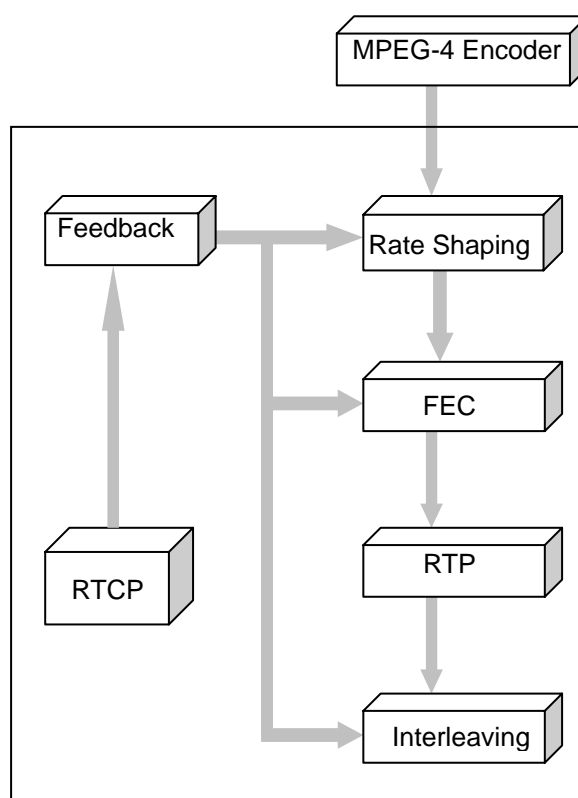 MPEG-4 Encoder
Feedback
Rate Shaping
FEC
RTCP
RTP
Interleaving